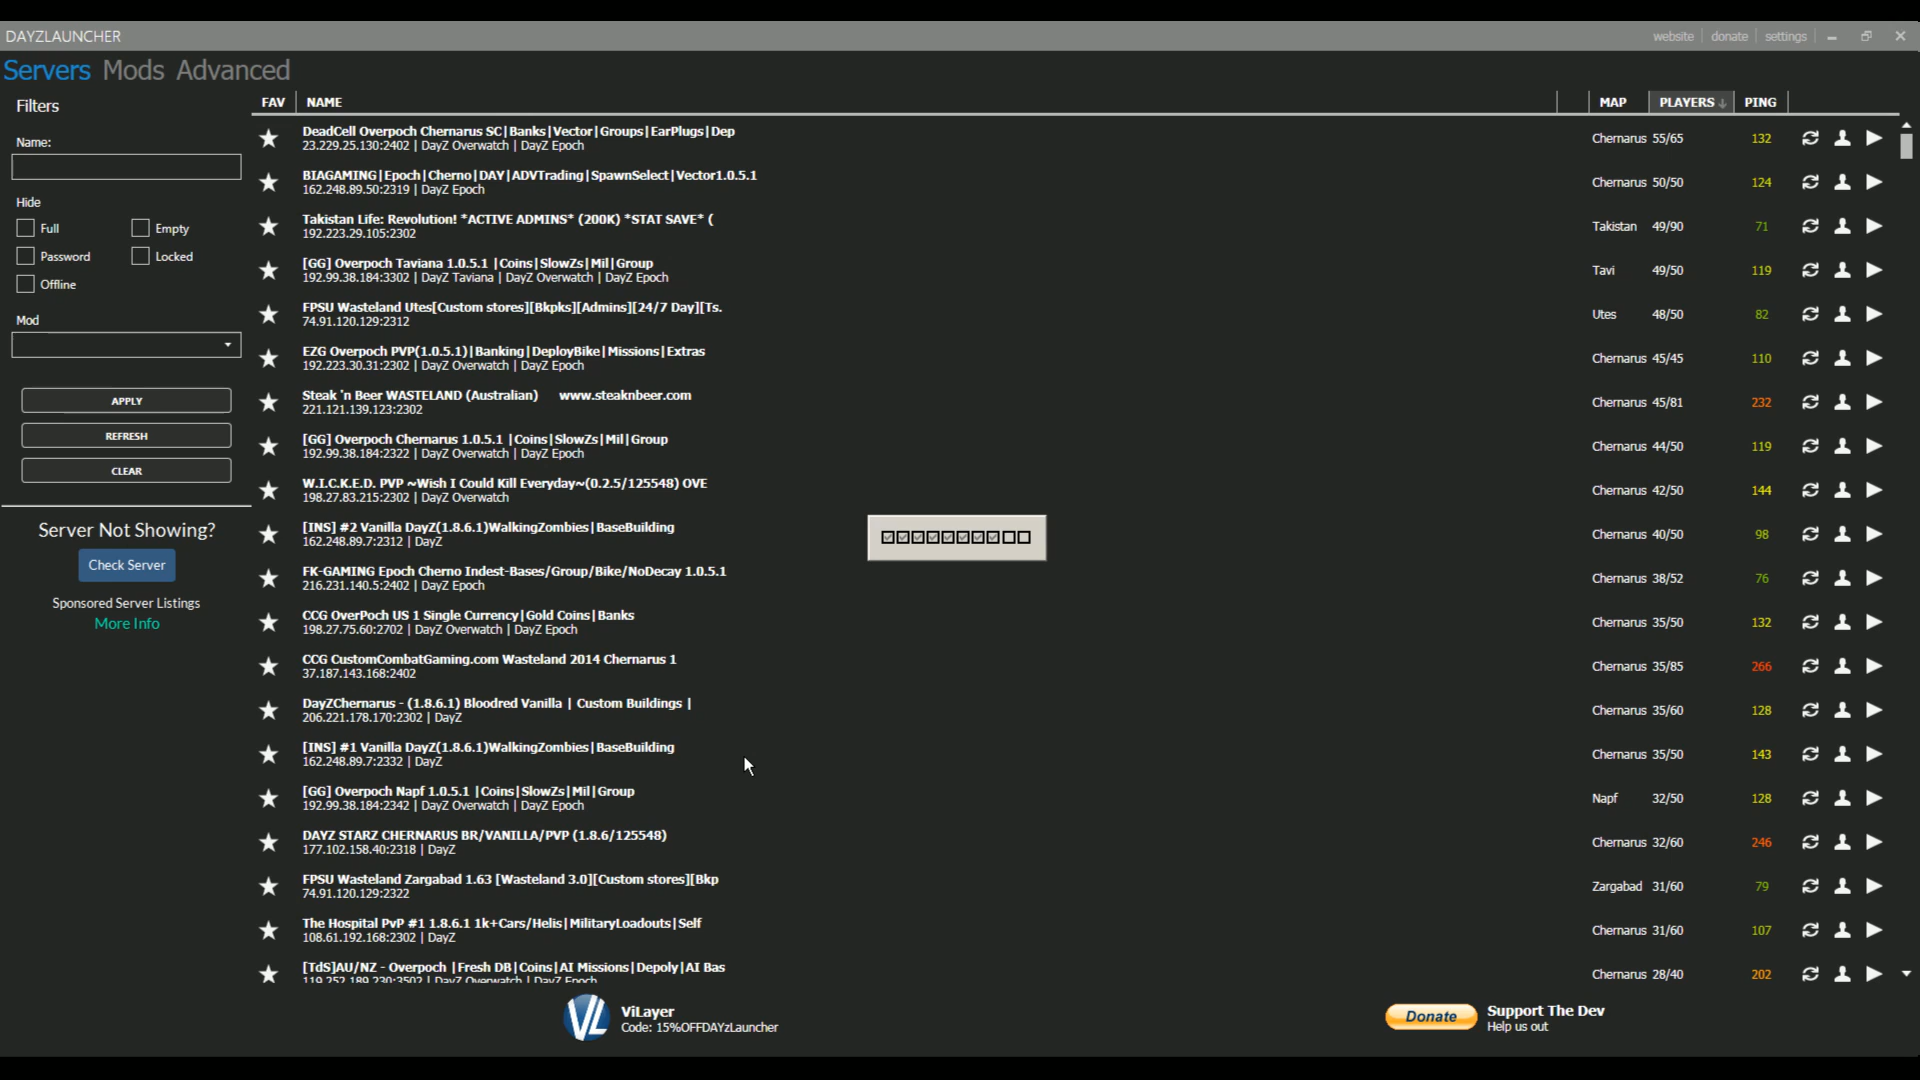 DAYZLAUNCHER
website
donate
settings
Servers Mods Advanced
Filters
Name:
Hide
Full
Empty
Password
Locked
Offline
Mod
APPLY
REFRESH
CLEAR
Server Not Showing?
Check Server
Sponsored Server Listings
More Info
FAV NAME MAP PLAYERS PING
DeadCell Overpoch Chernarus SC|Banks|Vector|Groups|EarPlugs|Dep
23.229.25.130:2402 | DayZ Overwatch | DayZ Epoch
Chernarus 55/65 132
BIAGAMING|Epoch|Cherno|DAY|ADVTrading|SpawnSelect|Vector1.0.5.1
162.248.89.50:2319 | DayZ Epoch
Chernarus 50/50 124
Takistan Life: Revolution! *ACTIVE ADMINS* (200K) *STAT SAVE* (
192.223.29.105:2302
Takistan 49/90 71
[GG] Overpoch Taviana 1.0.5.1 |Coins|SlowZs|Mil|Group
192.99.38.184:3302 | DayZ Taviana | DayZ Overwatch | DayZ Epoch
Tavi 49/50 119
FPSU Wasteland Utes[Custom stores][Bkpks][Admins][24/7 Day][Ts.
74.91.120.129:2312
Utes 48/50 82
EZG Overpoch PVP(1.0.5.1)|Banking|DeployBike|Missions|Extras
192.223.30.31:2302 | DayZ Overwatch | DayZ Epoch
Chernarus 45/45 110
Steak 'n Beer WASTELAND (Australian) www.steaknbeer.com
221.121.139.123:2302
Chernarus 45/81 232
[GG] Overpoch Chernarus 1.0.5.1 |Coins|SlowZs|Mil|Group
192.99.38.184:2322 | DayZ Overwatch | DayZ Epoch
Chernarus 44/50 119
W.I.C.K.E.D. PVP ~Wish I Could Kill Everyday~(0.2.5/125548) OVE
198.27.83.215:2302 | DayZ Overwatch
Chernarus 42/50 144
[INS] #2 Vanilla DayZ(1.8.6.1)WalkingZombies|BaseBuilding
162.248.89.7:2312 | DayZ
Chernarus 40/50 98
FK-GAMING Epoch Cherno Indest-Bases/Group/Bike/NoDecay 1.0.5.1
216.231.140.5:2402 | DayZ Epoch
Chernarus 38/52 76
CCG OverPoch US 1 Single Currency|Gold Coins|Banks
198.27.75.60:2702 | DayZ Overwatch | DayZ Epoch
Chernarus 35/50 132
CCG CustomCombatGaming.com Wasteland 2014 Chernarus 1
37.187.143.168:2402
Chernarus 35/85 266
DayZChernarus - (1.8.6.1) Bloodred Vanilla | Custom Buildings |
206.221.178.170:2302 | DayZ
Chernarus 35/60 128
[INS] #1 Vanilla DayZ(1.8.6.1)WalkingZombies|BaseBuilding
162.248.89.7:2332 | DayZ
Chernarus 35/50 143
[GG] Overpoch Napf 1.0.5.1 |Coins|SlowZs|Mil|Group
192.99.38.184:2342 | DayZ Overwatch | DayZ Epoch
Napf 32/50 128
DAYZ STARZ CHERNARUS BR/VANILLA/PVP (1.8.6/125548)
177.102.158.40:2318 | DayZ
Chernarus 32/60 246
FPSU Wasteland Zargabad 1.63 [Wasteland 3.0][Custom stores][Bkp
74.91.120.129:2322
Zargabad 31/60 79
The Hospital PvP #1 1.8.6.1 1k+Cars/Helis|MilitaryLoadouts|Self
108.61.192.168:2302 | DayZ
Chernarus 31/60 107
[TdS]AU/NZ - Overpoch |Fresh DB|Coins|AI Missions|Depoly|AI Bas
119.252.189.230:3502 | DayZ Overwatch | DayZ Epoch
Chernarus 28/40 202
VL
ViLayer
Code: 15%OFFDAYzLauncher
Donate
Support The Dev
Help us out